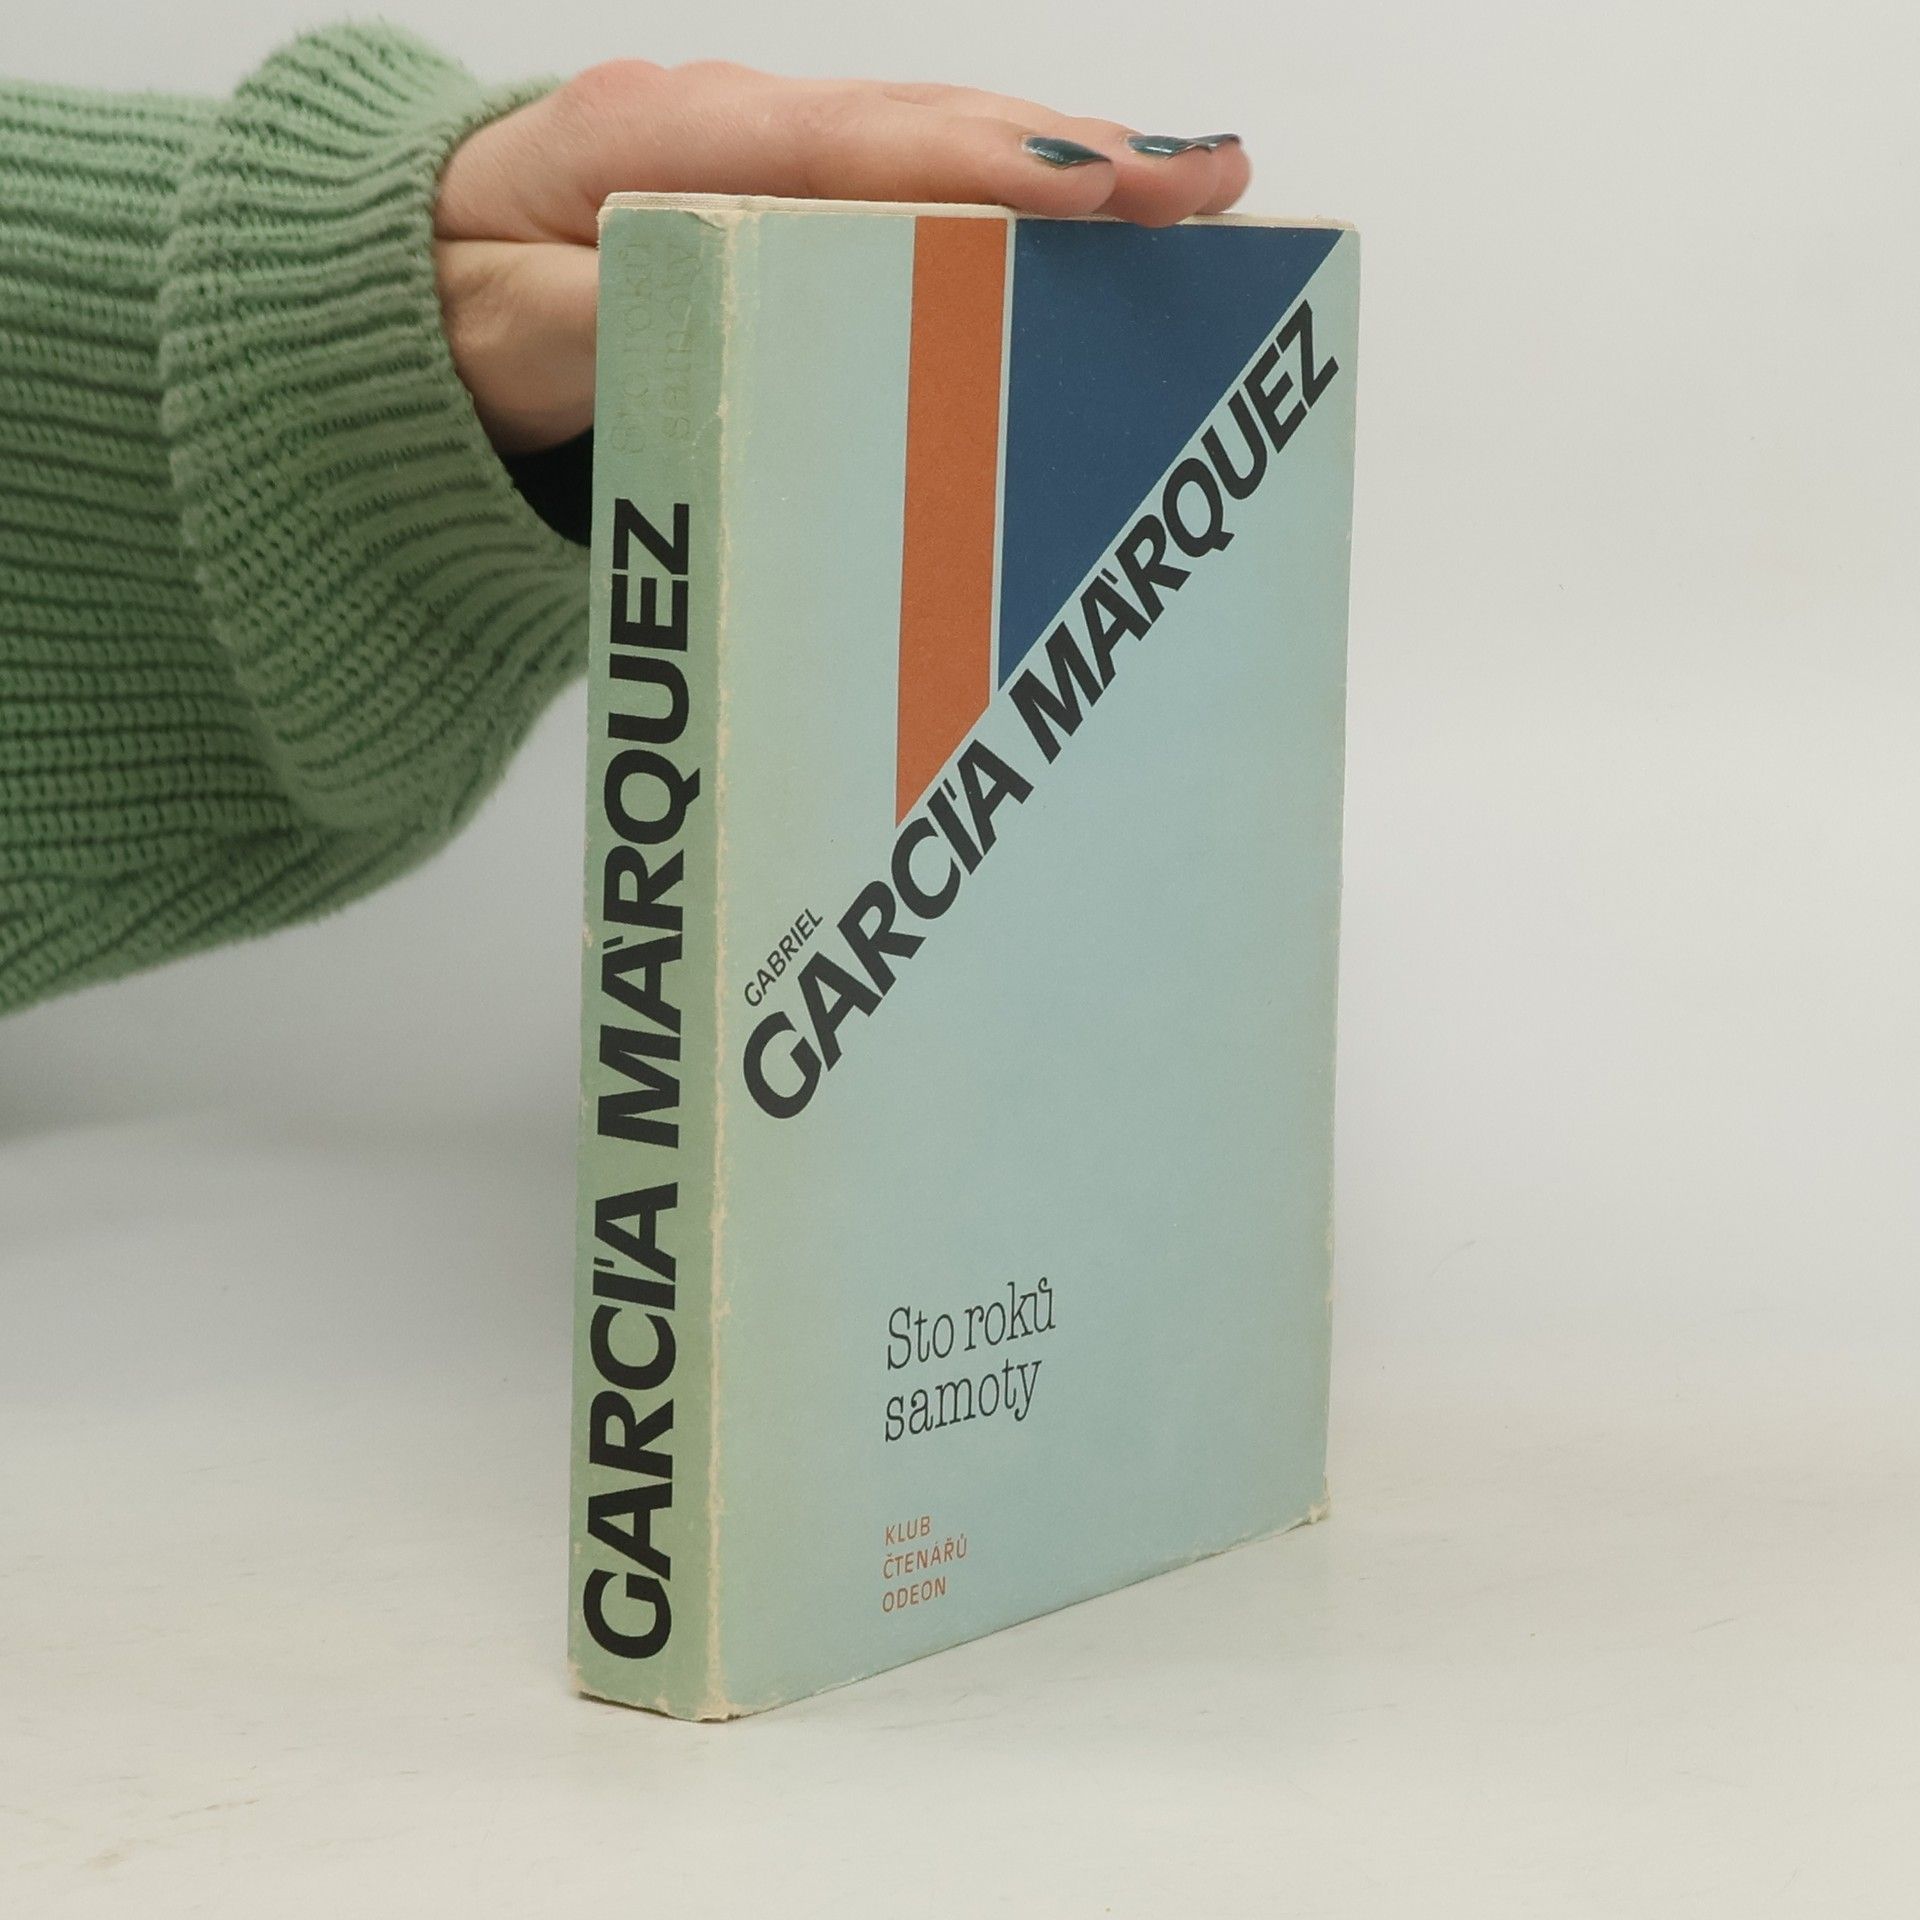 Sto roků
samoty
GARCÍA MÁRQUEZ
GABRIEL
GARCÍA MÁRQUEZ
Sto roků
samoty
KLUB
ČTENÁŘŮ
ODEON